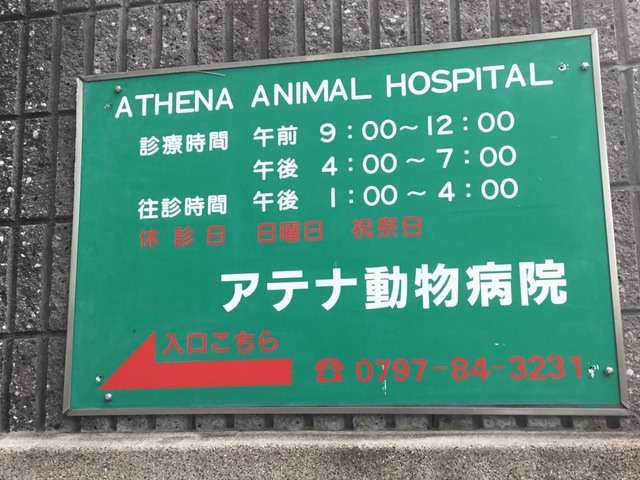 ATHENA ANIMAL HOSPITAL
診療時間 午前 9：00～12：00
午後 4：00～7：00
往診時間 午後 1：00～4：00
休診日 日曜日 祝祭日
アテナ動物病院
入口こちら
☎ 0797-84-3231